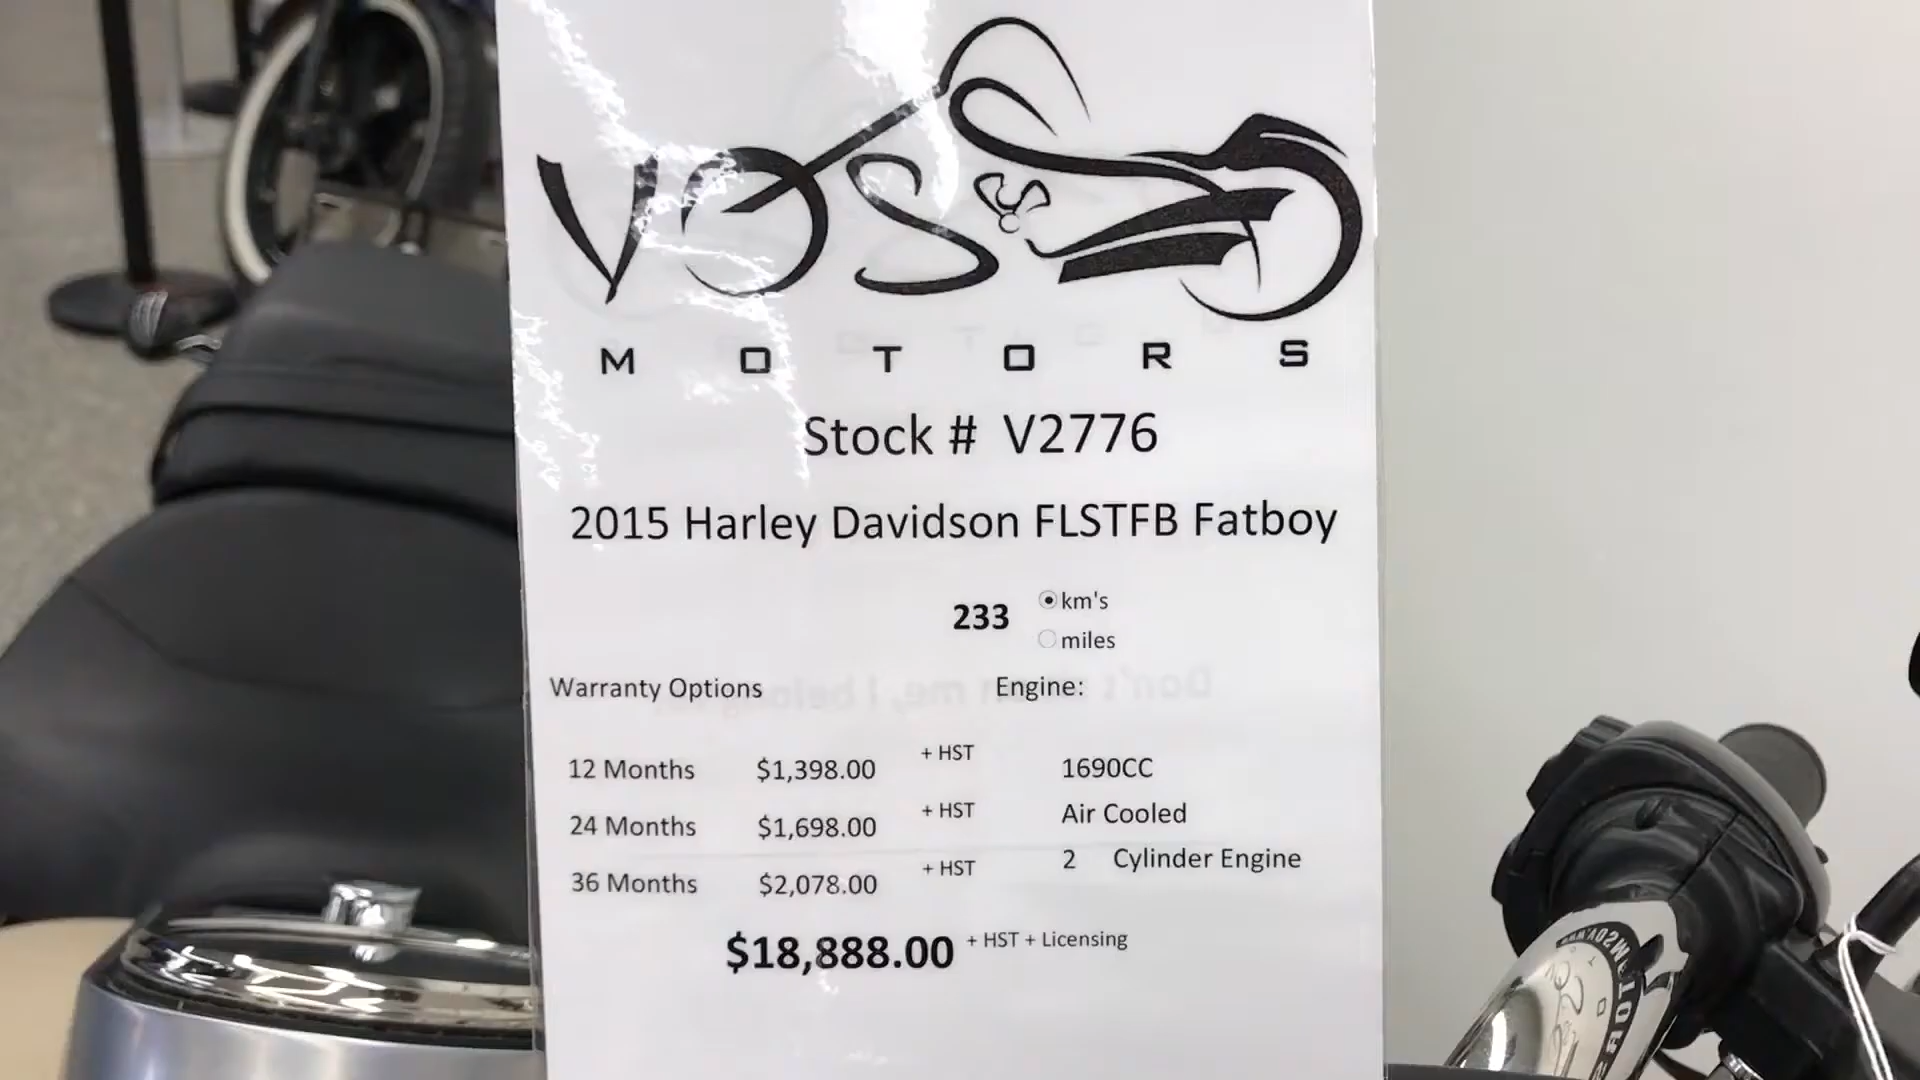 VOS
MOTORS
Stock # V2776
2015 Harley Davidson FLSTFB Fatboy
233
km's
miles
Warranty Options
Engine:
12 Months $1,398.00 + HST
1690CC
24 Months $1,698.00 + HST
Air Cooled
36 Months $2,078.00 + HST
2 Cylinder Engine
$18,888.00 + HST + Licensing